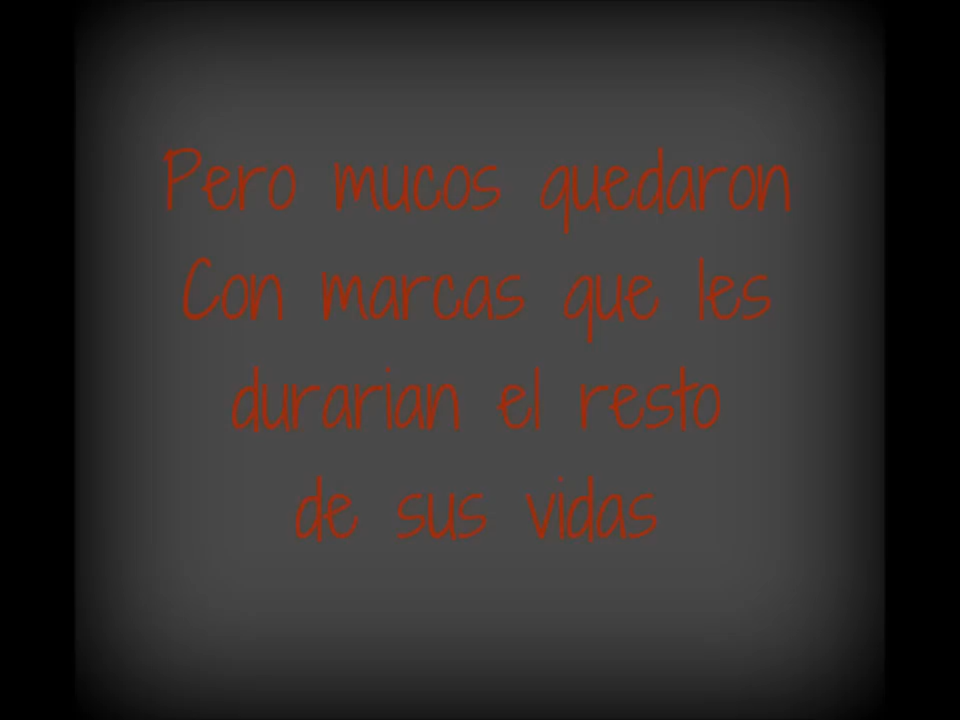 Pero mucos quedaron
Con marcas que les
durarian el resto
de sus vidas